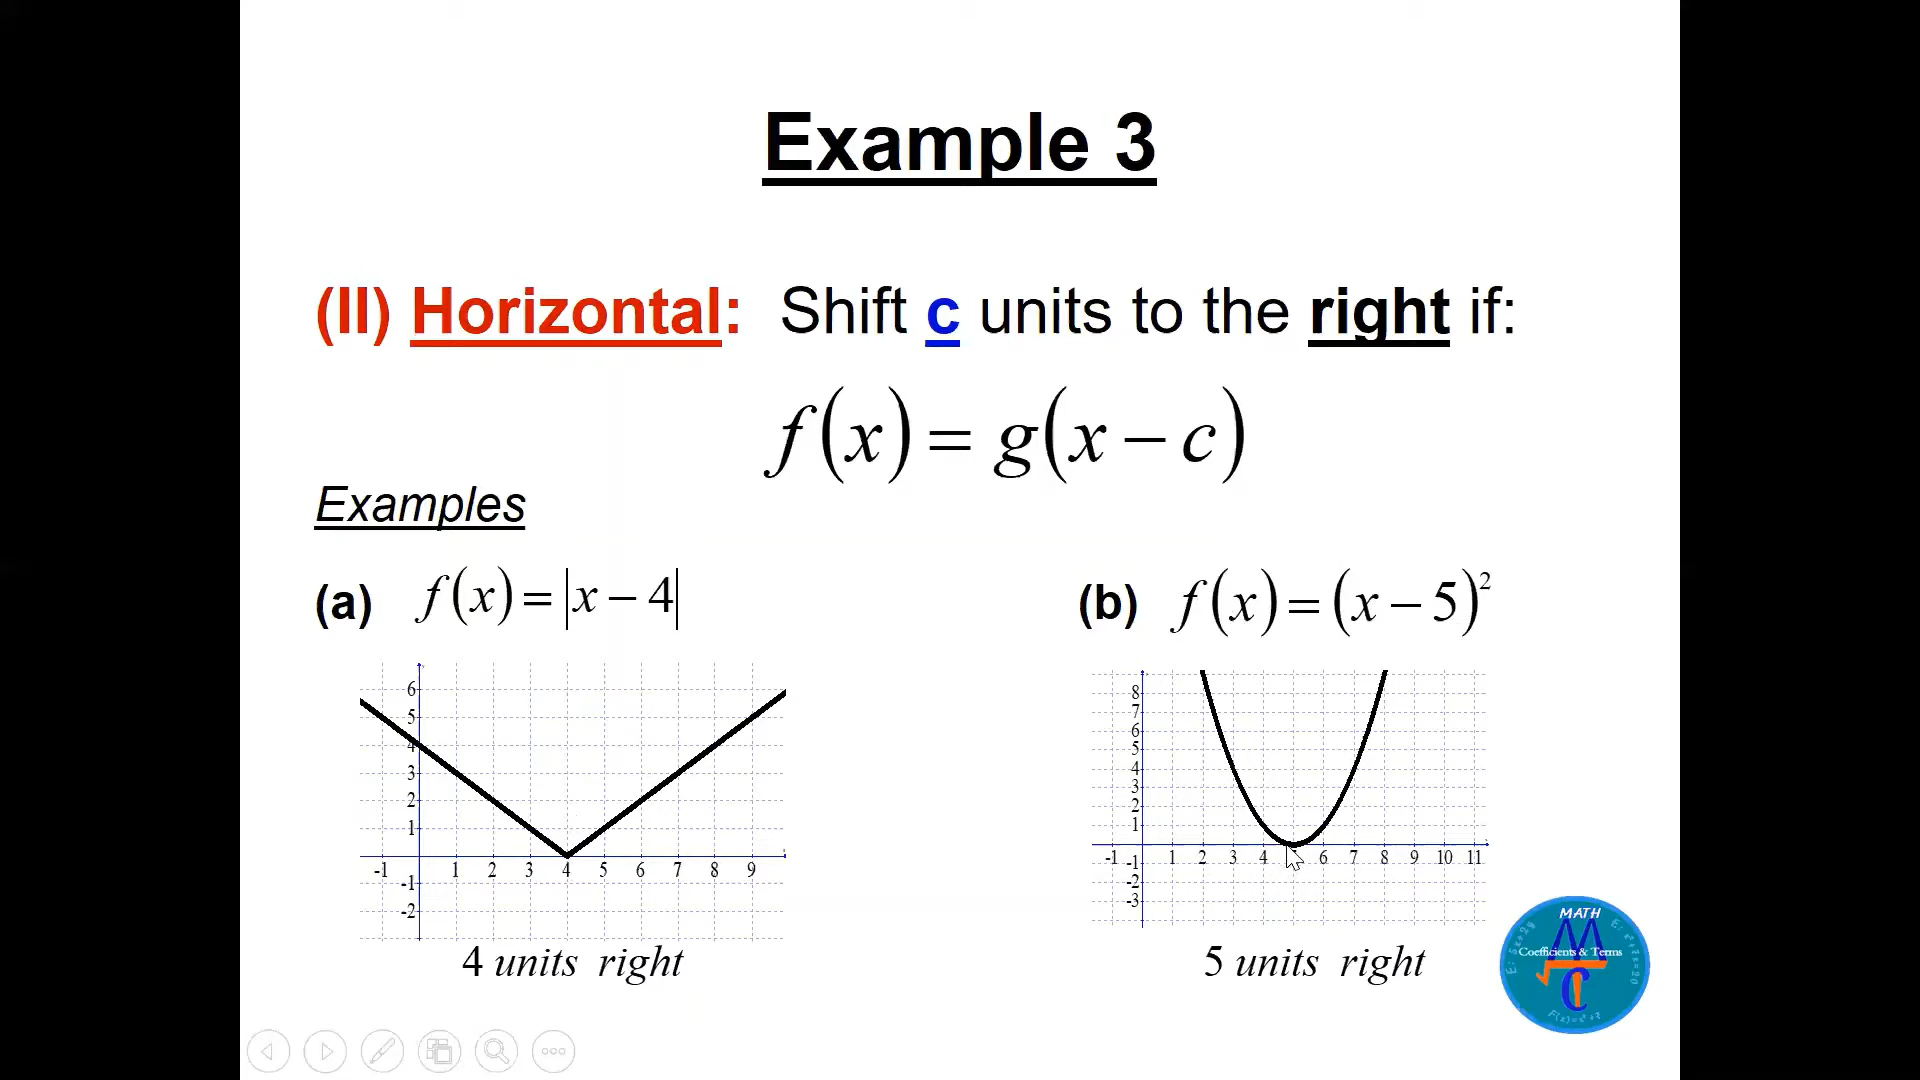 Example 3
(II) Horizontal: Shift c units to the right if:
f(x) = g(x − c)
Examples
(a) f(x) = |x − 4|
(b) f(x) = (x − 5)²
6
5
4
3
2
1
-1 1 2 3 4 5 6 7 8 9
-1
-2
8
7
6
5
4
3
2
1
-1 1 2 3 4 6 7 8 9 10 11
-1
-2
-3
4 units right
5 units right
MATH
Coefficients & Terms